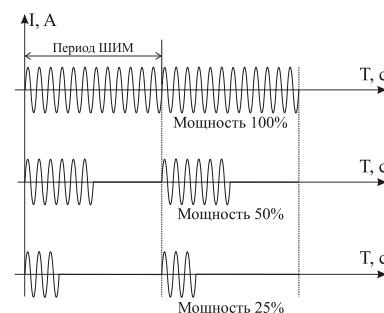 I, A
Период ШИМ
T, с
Мощность 100%
T, с
Мощность 50%
T, с
Мощность 25%